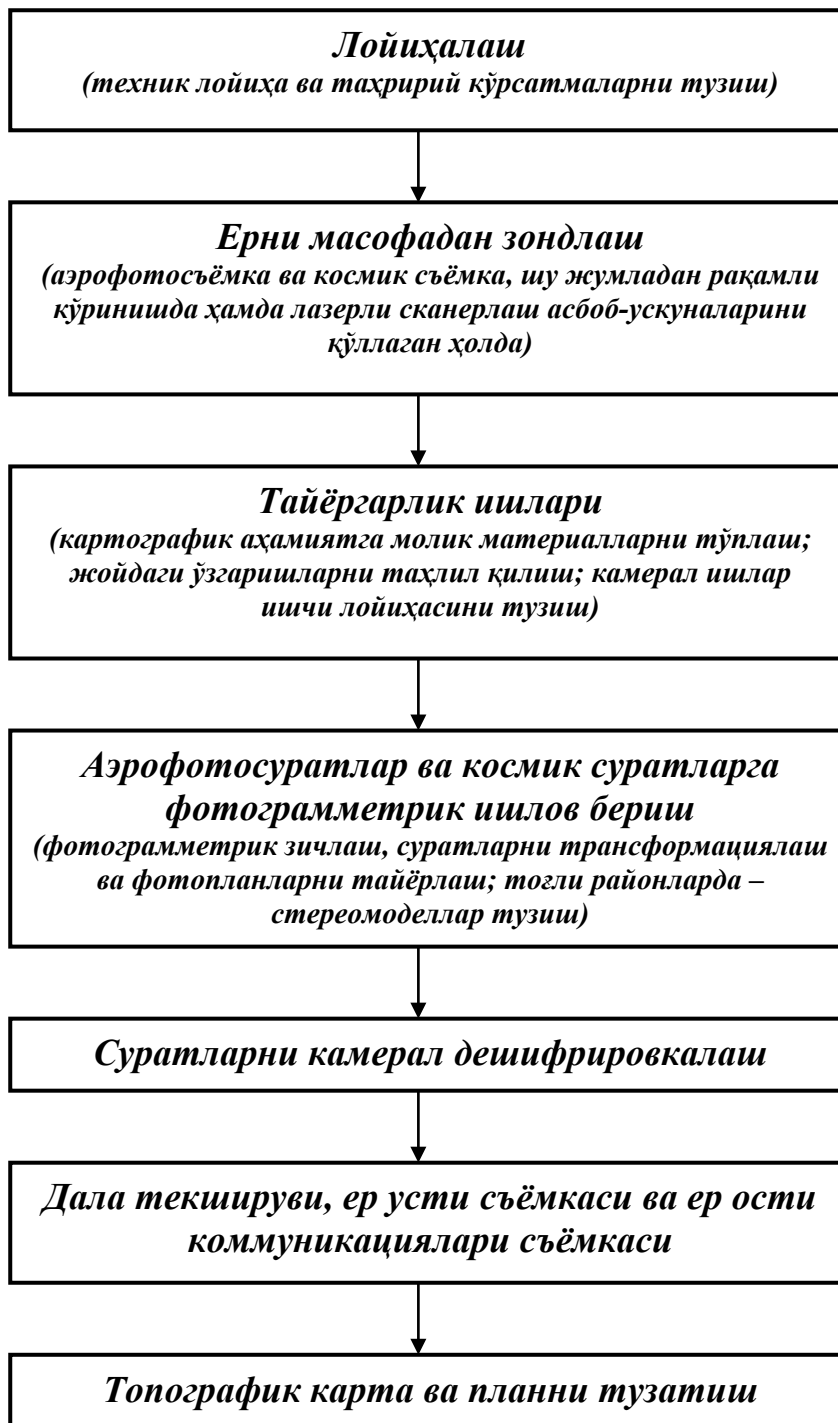 Лойиҳалаш
(техник лойиҳа ва таҳририй кўрсатмаларни тузиш)
Ерни масофадан зондлаш
(аэрофотосъёмка ва космик съёмка, шу жумладан рақамли
кўринишда ҳамда лазерли сканерлаш асбоб-ускуналарини
қўллаган ҳолда)
Тайёргарлик ишлари
(картографик аҳамиятга молик материалларни тўплаш;
жойдаги ўзгаришларни таҳлил қилиш; камерал ишлар
ишчи лойиҳасини тузиш)
Аэрофотосуратлар ва космик суратларга
фотограмметрик ишлов бериш
(фотограмметрик зичлаш, суратларни трансформациялаш
ва фотопланларни тайёрлаш; тоғли районларда –
стереомоделлар тузиш)
Суратларни камерал дешифрировкалаш
Дала текшируви, ер усти съёмкаси ва ер ости
коммуникациялари съёмкаси
Топографик карта ва планни тузатиш